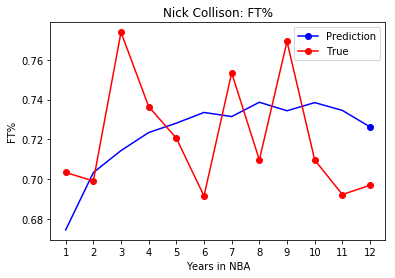 Nick Collison: FT%
Prediction
True
0.76
0.74
0.72
0.70
0.68
FT%
1 2 3 4 5 6 7 8 9 10 11 12
Years in NBA